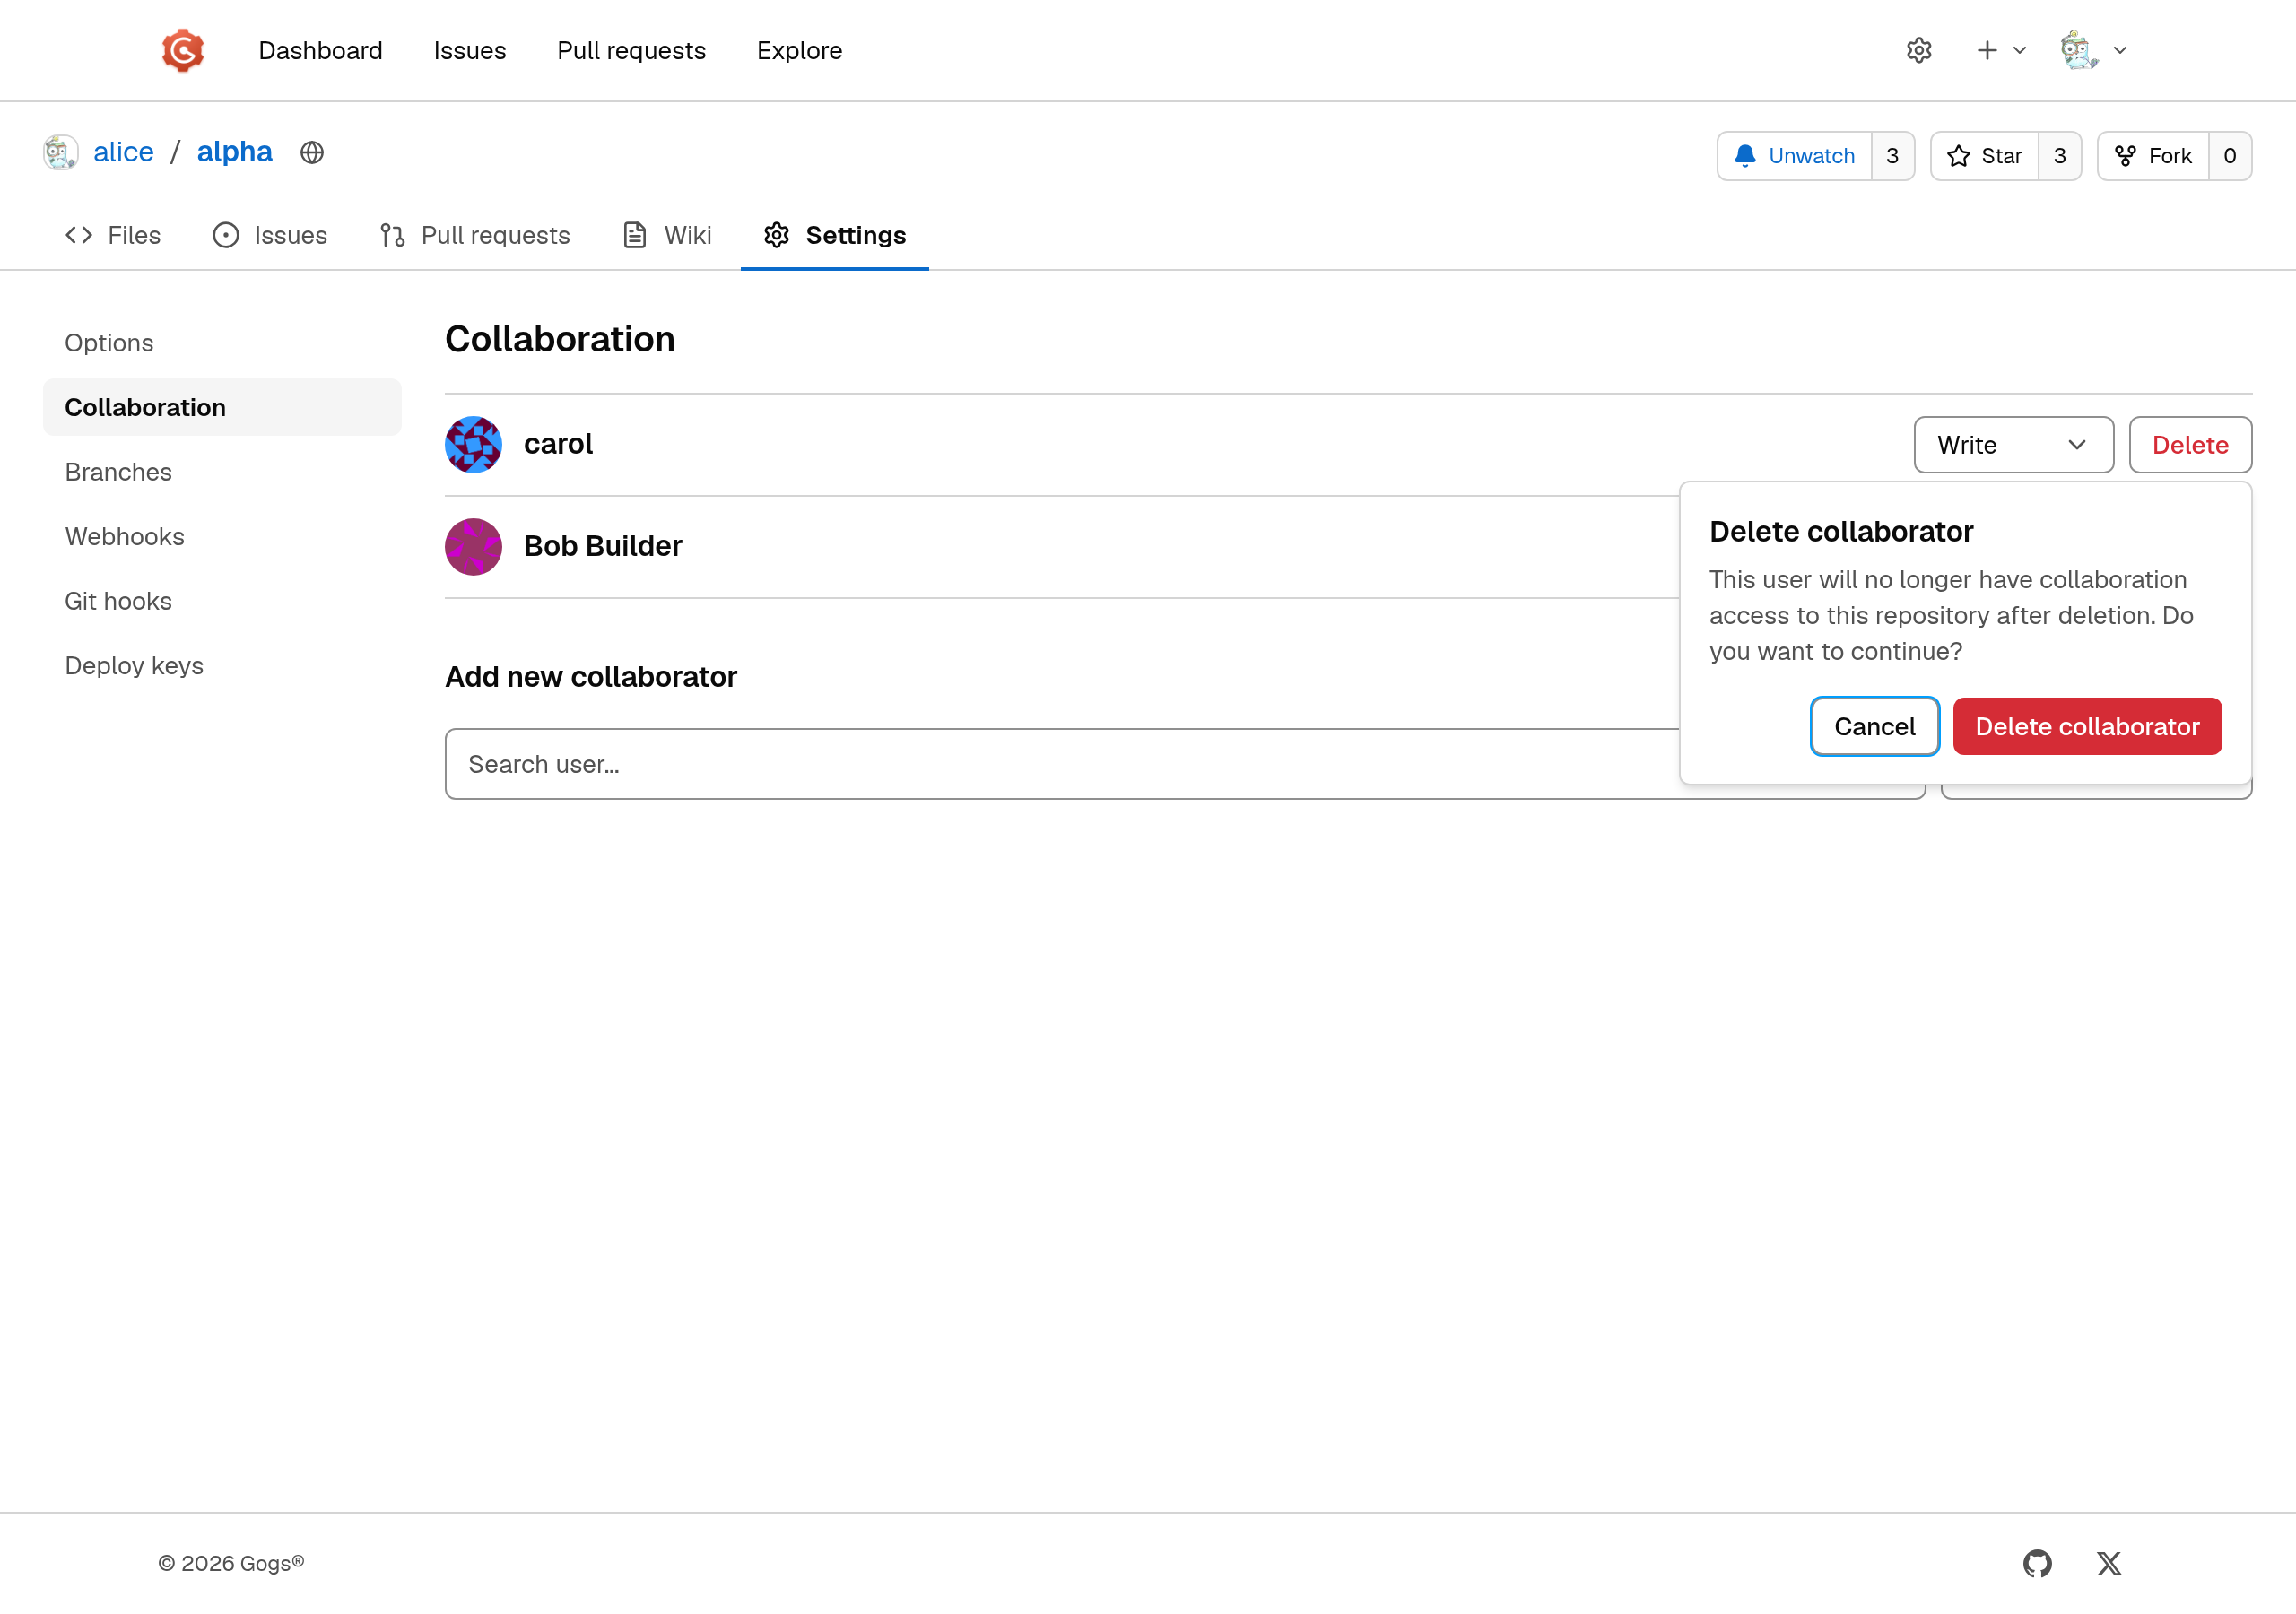 Dashboard Issues Pull requests Explore
alice / alpha
Unwatch 3 Star 3 Fork 0
Files Issues Pull requests Wiki Settings
Options
Collaboration
Branches
Webhooks
Git hooks
Deploy keys
Collaboration
carol Write Delete
Bob Builder
Delete collaborator
This user will no longer have collaboration
access to this repository after deletion. Do
you want to continue?
Cancel Delete collaborator
Add new collaborator
Search user...
© 2026 Gogs®